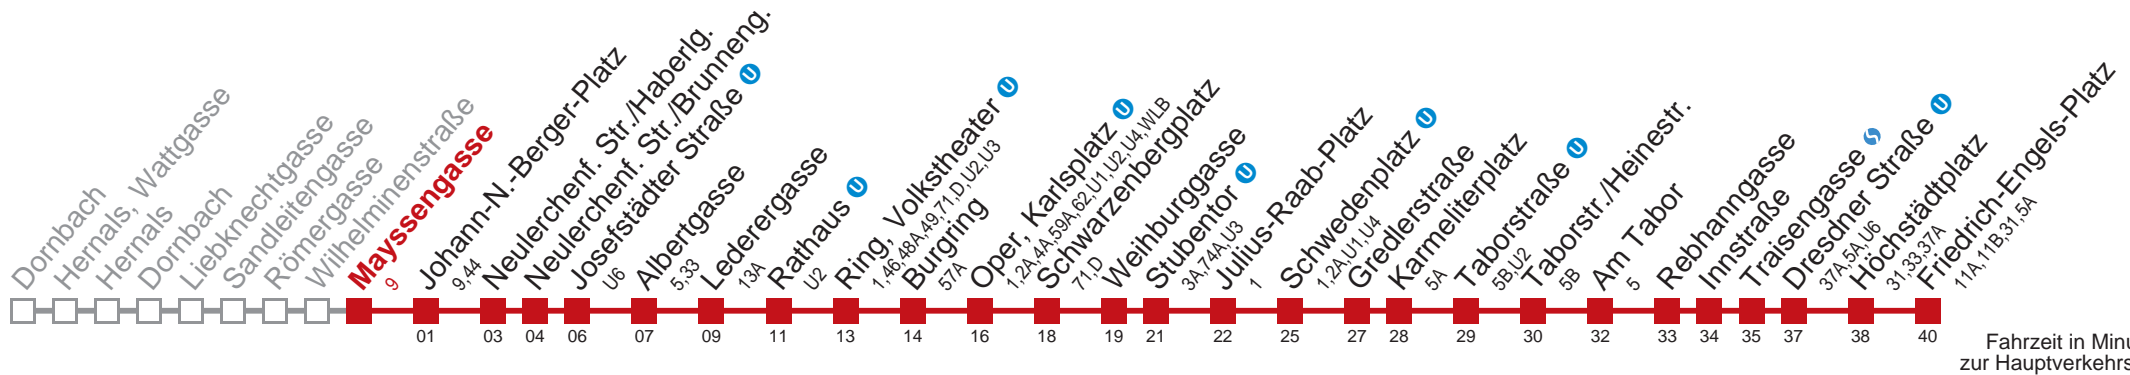 Dornbach
Hernals, Wattgasse
Hernals
Dornbach
Liebknechtgasse
Sandleitengasse
Römergasse
Wilhelminenstraße
Mayssengasse
9
Johann-N.-Berger-Platz
9,44
Neulerchenf. Str./Haberlg.
Neulerchenf. Str./Brunneng.
Josefstädter Straße U
U6
Albertgasse
5,33
Lederergasse
13A
Rathaus U
U2
Ring, Volkstheater U
1,46,48A,49,71,D,U2,U3
Burgring
57A
Oper, Karlsplatz U
1,2A,4A,59A,62,U1,U2,U4,WLB
Schwarzenbergplatz
71,D
Weihburggasse
Stubentor U
3A,74A,U3
Julius-Raab-Platz
1
Schwedenplatz U
1,2A,U1,U4
Gredlerstraße
Karmeliterplatz
5A
Taborstraße U
5B,U2
Taborstr./Heinestr.
5B
Am Tabor
5
Rebhanngasse
Innstraße
Traisengasse S
Dresdner Straße U
37A,5A,U6
Höchstädtplatz
31,33,37A
Friedrich-Engels-Platz
11A,11B,31,5A
01 03 04 06 07 09 11 13 14 16 18 19 21 22 25 27 28 29 30 32 33 34 35 37 38 40
Fahrzeit in Minu
zur Hauptverkehrs